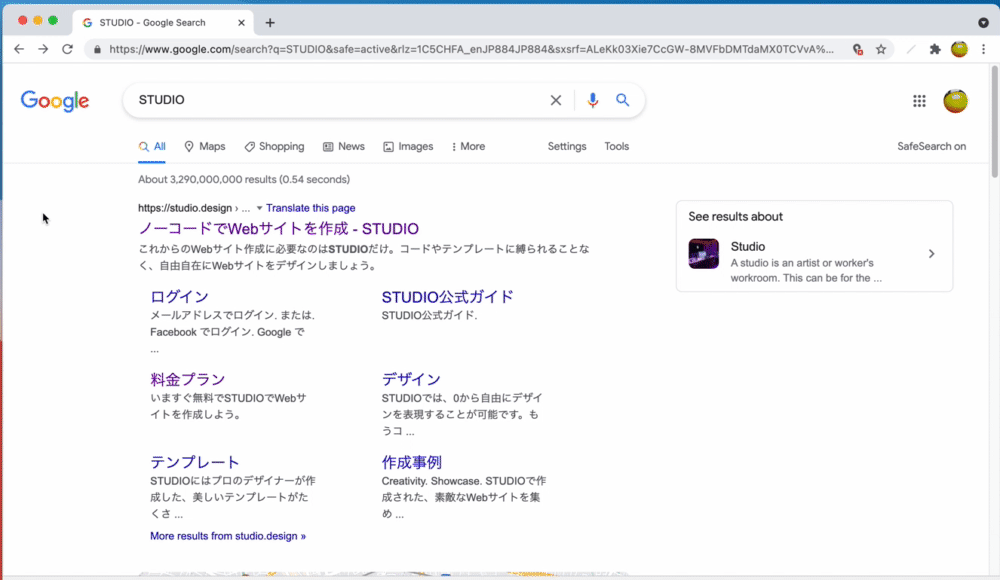 STUDIO - Google Search
https://www.google.com/search?q=STUDIO&safe=active&rlz=1C5CHFA_enJP884JP884&sxsrf=ALeKk03Xie7CcGW-8MVFbDMTdaMX0TCVvA%...
Google
STUDIO
All Maps Shopping News Images More Settings Tools SafeSearch on
About 3,290,000,000 results (0.54 seconds)
https://studio.design › ... Translate this page
ノーコードでWebサイトを作成 - STUDIO
これからのWebサイト作成に必要なのはSTUDIOだけ。コードやテンプレートに縛られることな
く、自由自在にWebサイトをデザインしましょう。
ログイン
メールアドレスでログイン. または.
Facebook でログイン. Google で
...
STUDIO公式ガイド
STUDIO公式ガイド.
料金プラン
いますぐ無料でSTUDIOでWebサ
イトを作成しよう。
デザイン
STUDIOでは、0から自由にデザイ
ンを表現することが可能です。も
うコ ...
テンプレート
STUDIOにはプロのデザイナーが作
成した、美しいテンプレートがた
くさ ...
作成事例
Creativity. Showcase. STUDIOで作
成された、素敵なWebサイトを集
め ...
More results from studio.design »
See results about
Studio
A studio is an artist or worker's
workroom. This can be for the ...